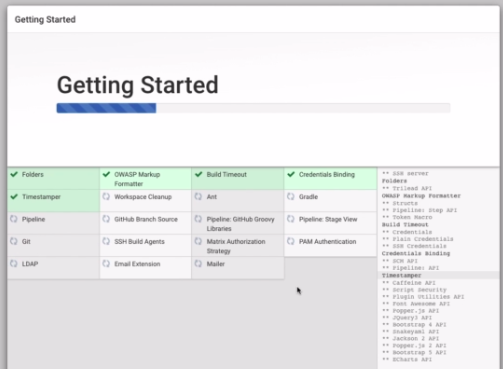 Getting Started
Getting Started
Folders
OWASP Markup
Formatter
Build Timeout
Credentials Binding
Timestamper
Workspace Cleanup
Ant
Gradle
Pipeline
GitHub Branch Source
Pipeline: GitHub Groovy
Libraries
Pipeline: Stage View
Git
SSH Build Agents
Matrix Authorization
Strategy
PAM Authentication
LDAP
Email Extension
Mailer
** SSH server
Folders
** Trilead API
OWASP Markup Formatter
** Structs
** Pipeline: Step API
** Token Macro
Build Timeout
** Credentials
** Plain Credentials
** SSH Credentials
Credentials Binding
** SCM API
** Pipeline: API
Timestamper
** Caffeine API
** Script Security
** Plugin Utilities API
** Font Awesome API
** Popper.js API
** JQuery3 API
** Bootstrap 4 API
** Snakeyaml API
** Jackson 2 API
** Popper.js 2 API
** Bootstrap 5 API
** ECharts API